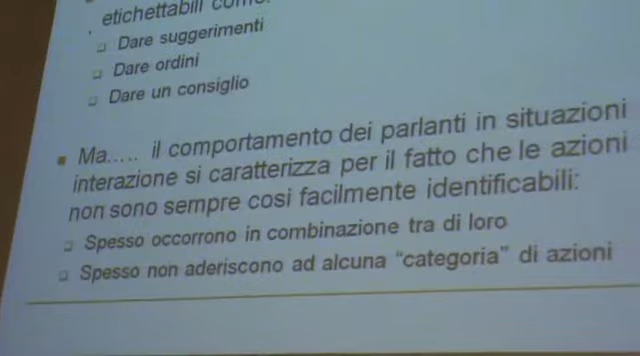 etichettabili come:
Dare suggerimenti
Dare ordini
Dare un consiglio
Ma..... il comportamento dei parlanti in situazioni
interazione si caratterizza per il fatto che le azioni
non sono sempre cosi facilmente identificabili:
Spesso occorrono in combinazione tra di loro
Spesso non aderiscono ad alcuna "categoria" di azioni